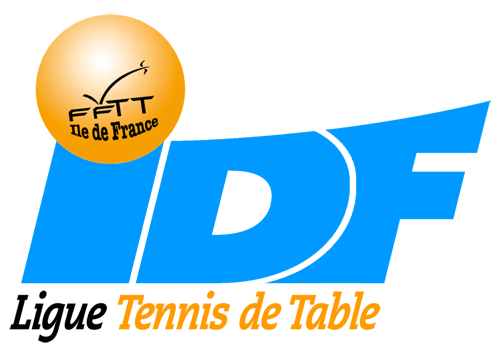 FFTT
Ile de France
IDF
Ligue Tennis de Table